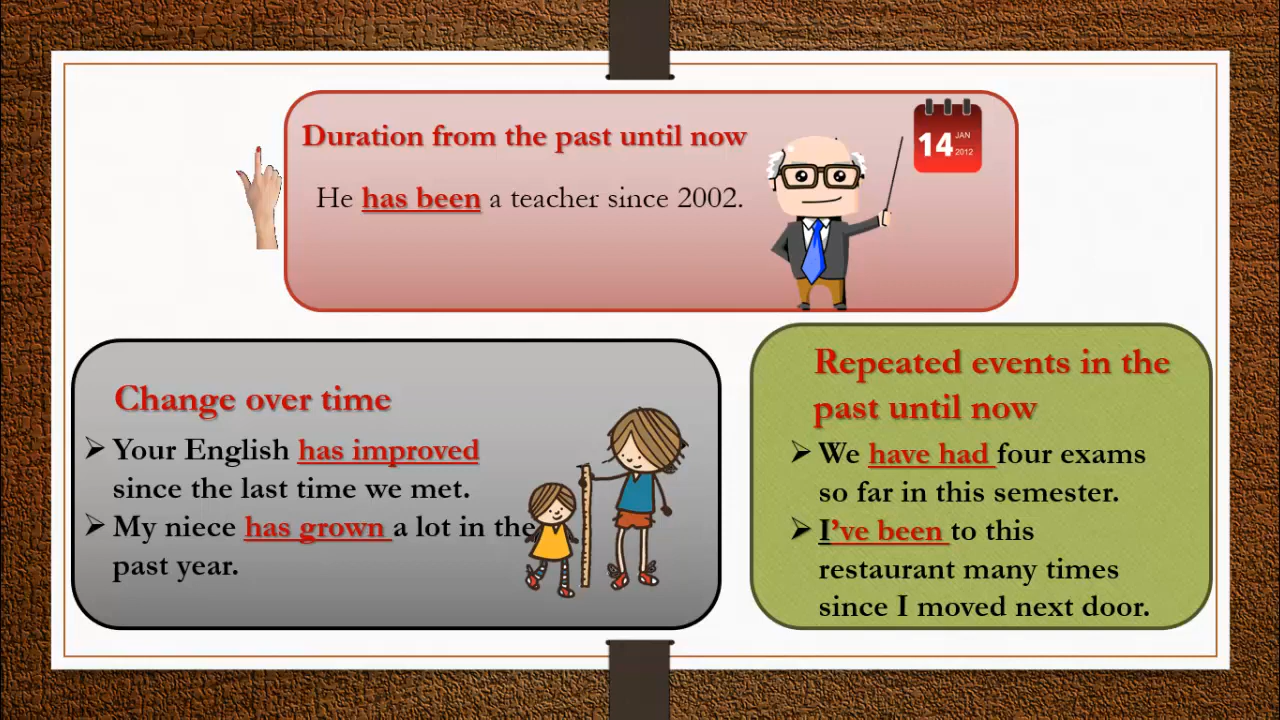 Duration from the past until now
14 JAN
2012
He has been a teacher since 2002.
Change over time
➢ Your English has improved
since the last time we met.
➢ My niece has grown a lot in the
past year.
Repeated events in the
past until now
➢ We have had four exams
so far in this semester.
➢ I’ve been to this
restaurant many times
since I moved next door.